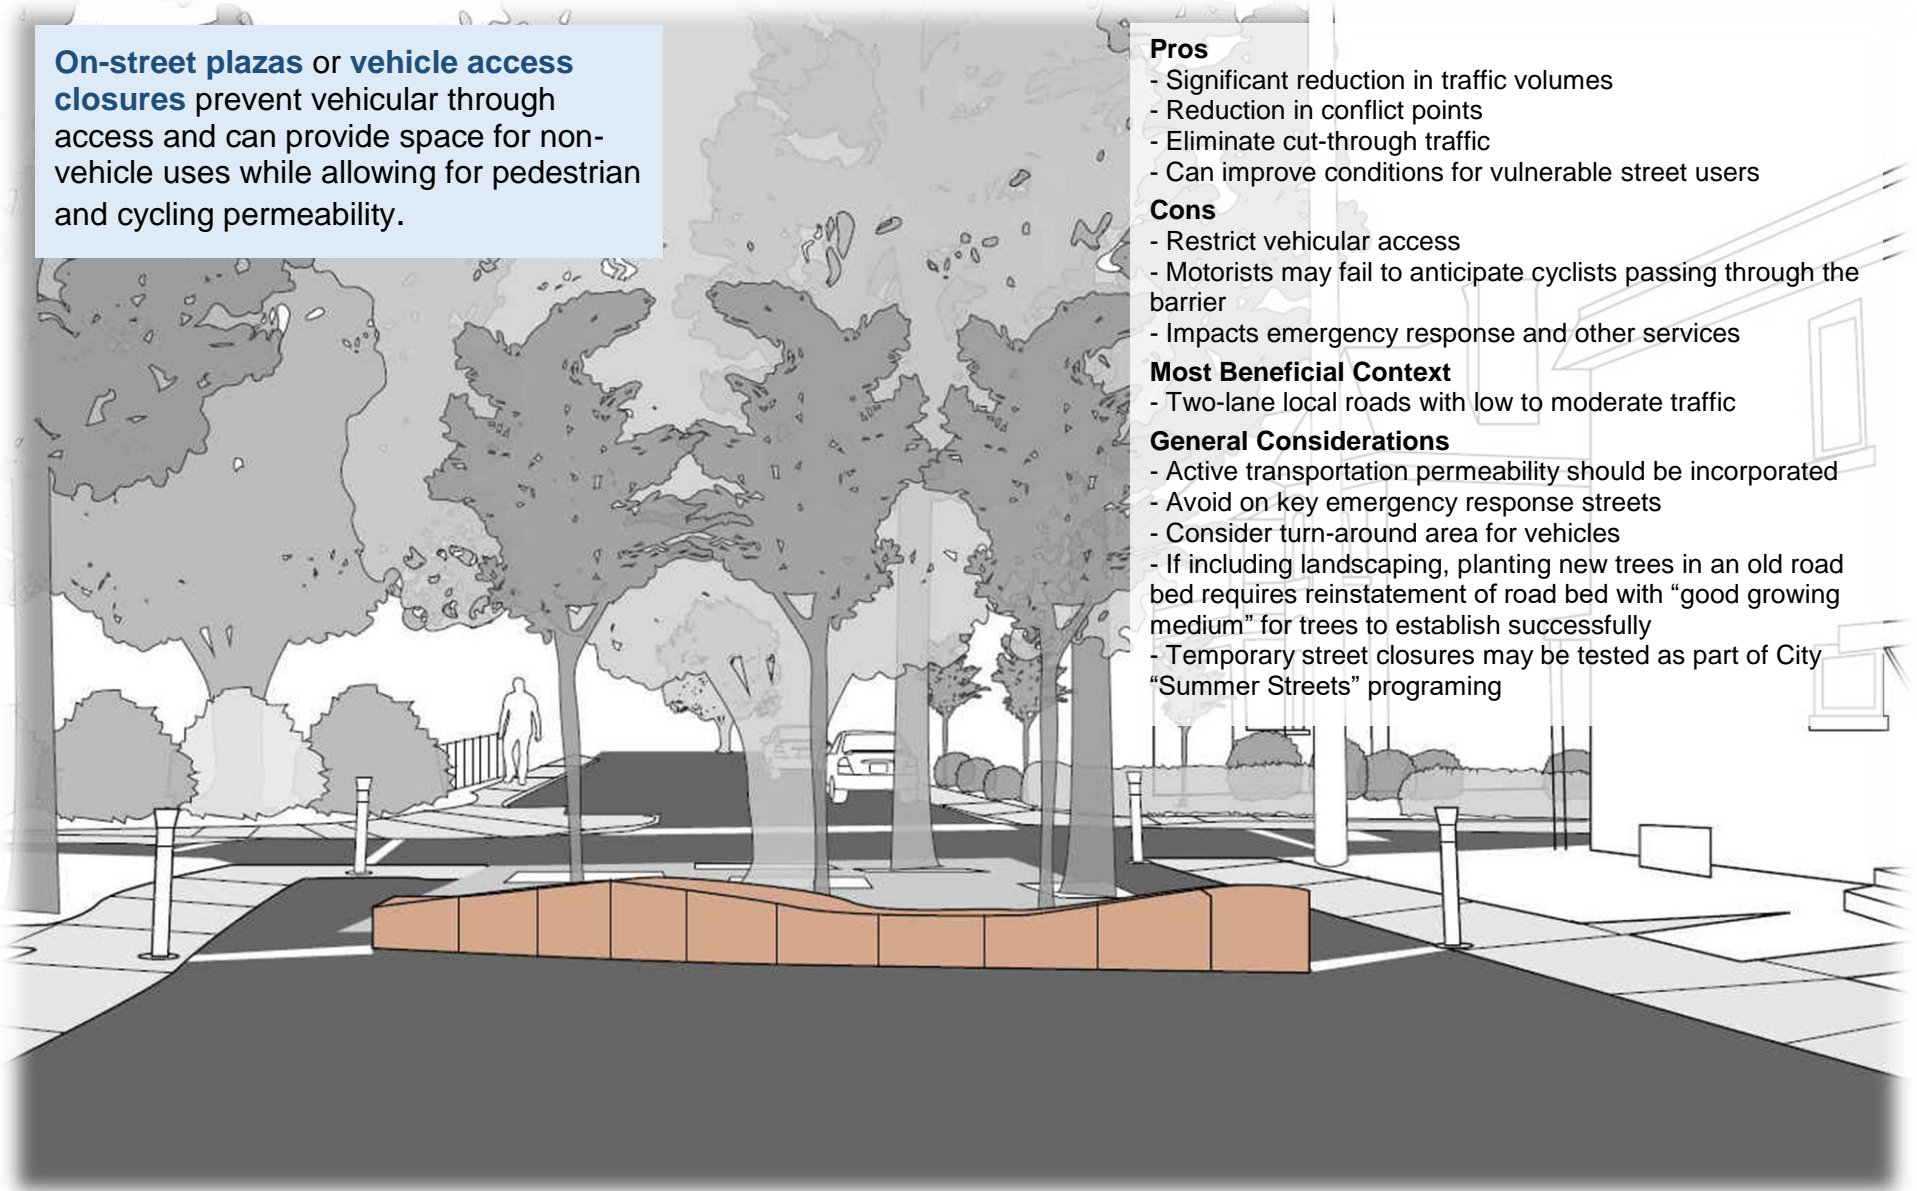 On-street plazas or vehicle access
closures prevent vehicular through
access and can provide space for non-
vehicle uses while allowing for pedestrian
and cycling permeability.
Pros
- Significant reduction in traffic volumes
- Reduction in conflict points
- Eliminate cut-through traffic
- Can improve conditions for vulnerable street users
Cons
- Restrict vehicular access
- Motorists may fail to anticipate cyclists passing through the
barrier
- Impacts emergency response and other services
Most Beneficial Context
- Two-lane local roads with low to moderate traffic
General Considerations
- Active transportation permeability should be incorporated
- Avoid on key emergency response streets
- Consider turn-around area for vehicles
- If including landscaping, planting new trees in an old road
bed requires reinstatement of road bed with “good growing
medium” for trees to establish successfully
- Temporary street closures may be tested as part of City
“Summer Streets” programing